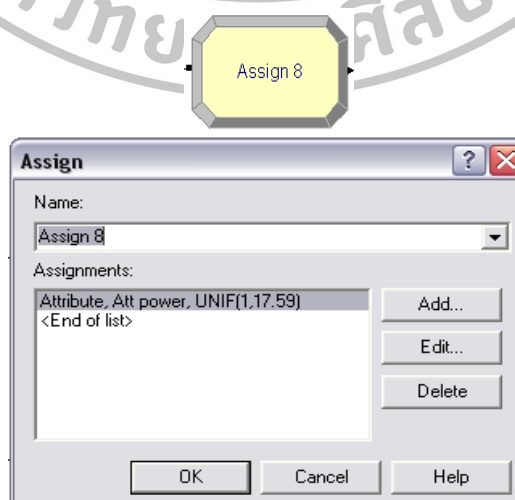 Assign 8
Assign
Name:
Assign 8
Assignments:
Attribute, Att power, UNIF(1,17.59)
<End of list>
Add...
Edit...
Delete
OK
Cancel
Help